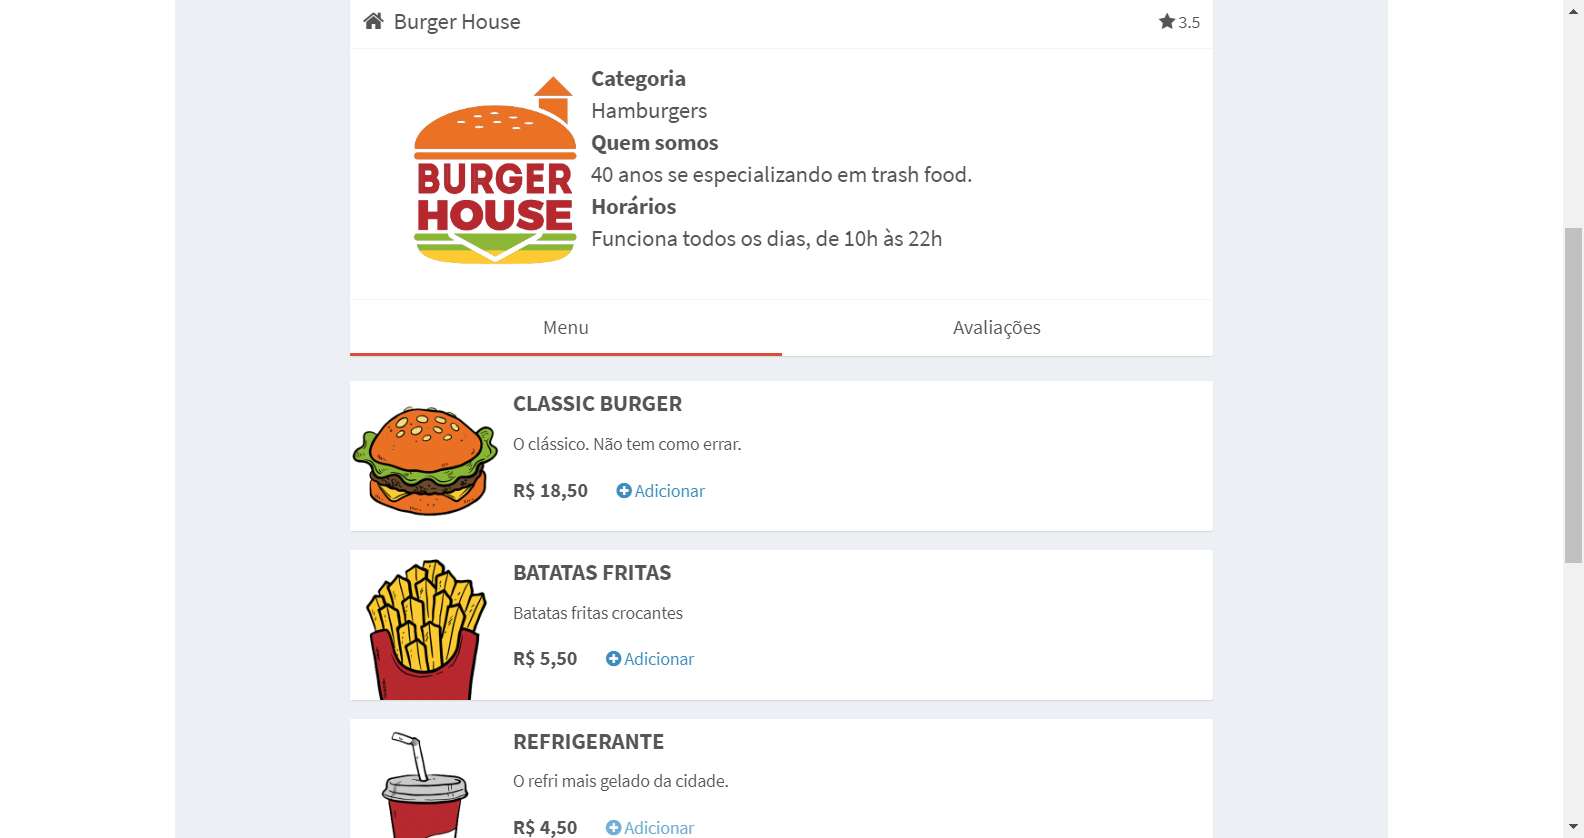 Burger House
3.5
BURGER
HOUSE
Categoria
Hamburgers
Quem somos
40 anos se especializando em trash food.
Horários
Funciona todos os dias, de 10h às 22h
Menu
Avaliações
CLASSIC BURGER
O clássico. Não tem como errar.
R$ 18,50 Adicionar
BATATAS FRITAS
Batatas fritas crocantes
R$ 5,50 Adicionar
REFRIGERANTE
O refri mais gelado da cidade.
R$ 4,50 Adicionar